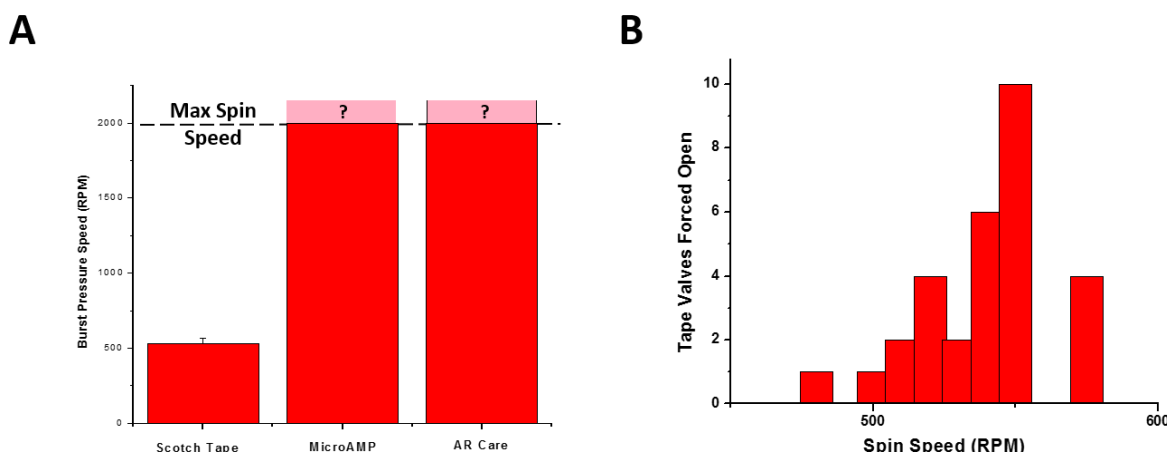 A
B
Max Spin
Speed
?
?
Burst Pressure Speed (RPM)
2000
1500
1000
500
0
Scotch Tape
MicroAMP
AR Care
Tape Valves Forced Open
10
8
6
4
2
0
500
600
Spin Speed (RPM)